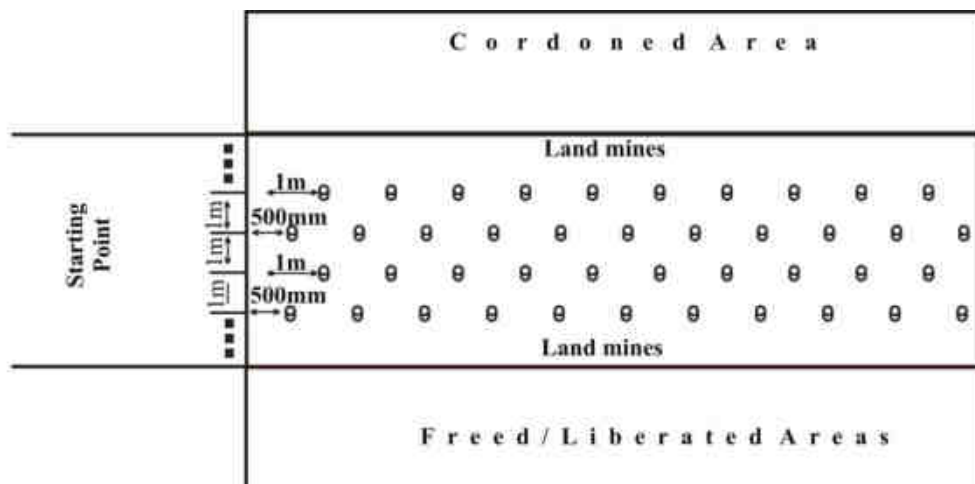 Cordoned Area
Land mines
1m
1m
500mm
1m
1m
1m
500mm
Starting
Point
Land mines
Freed/Liberated Areas